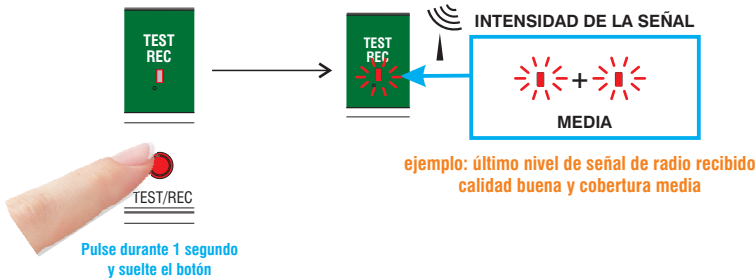 TEST
REC
TEST
REC
INTENSIDAD DE LA SEÑAL
+
MEDIA
ejemplo: último nivel de señal de radio recibido
calidad buena y cobertura media
TEST/REC
Pulse durante 1 segundo
y suelte el botón